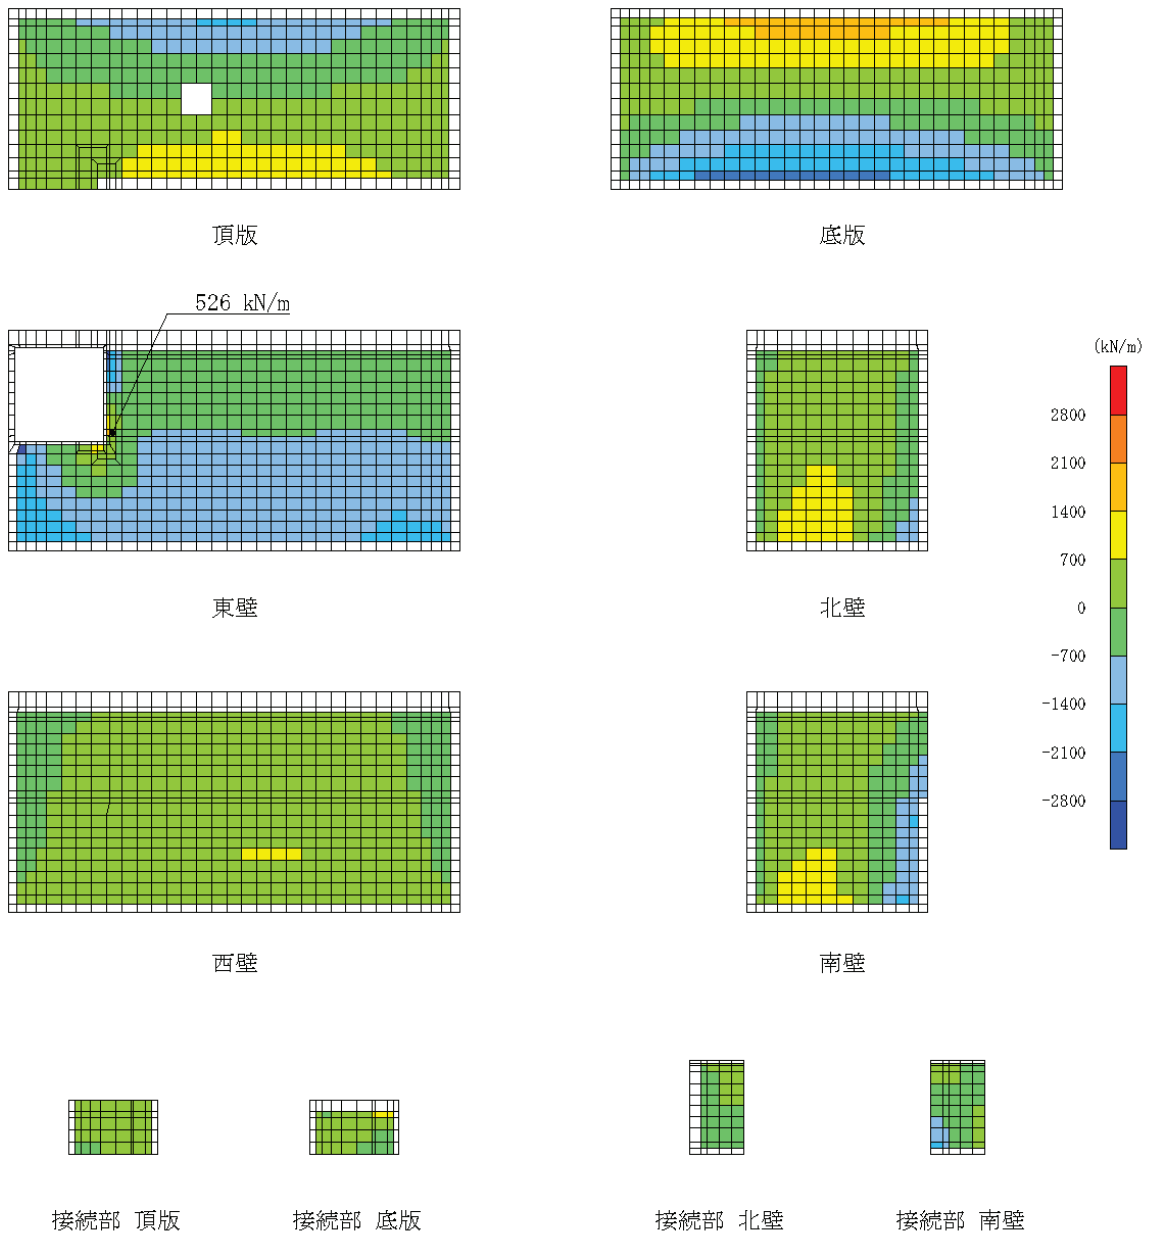 頂版
底版
526 kN/m
東壁
北壁
(kN/m)
2800
2100
1400
700
0
-700
-1400
-2100
-2800
西壁
南壁
接続部 頂版
接続部 底版
接続部 北壁
接続部 南壁